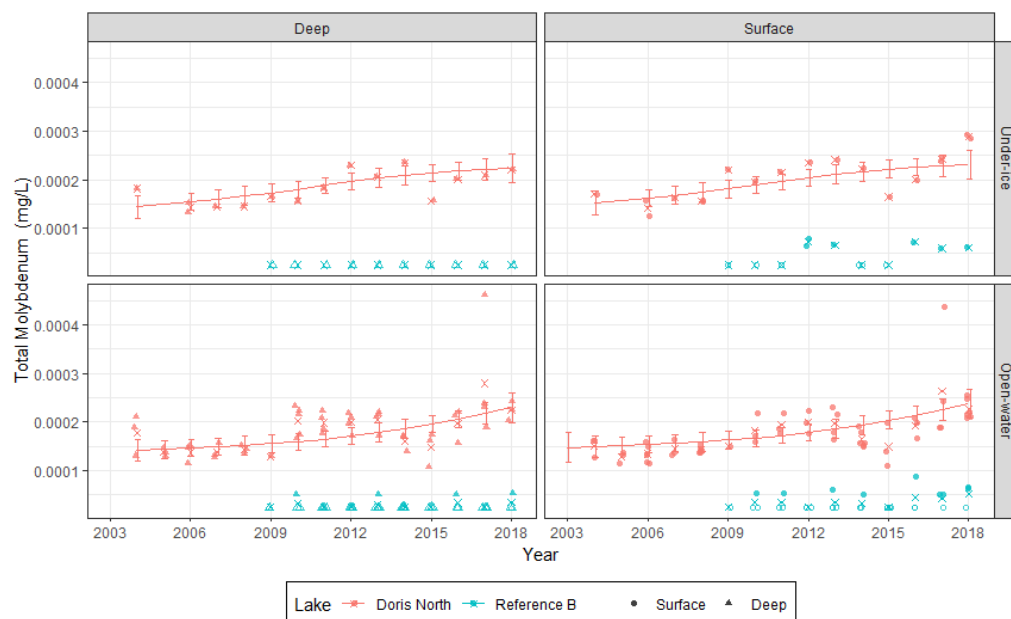 Deep Surface
Total Molybdenum (mg/L)
0.0004
0.0003
0.0002
0.0001
Under-ice
0.0004
0.0003
0.0002
0.0001
Open-water
2003 2006 2009 2012 2015 2018 2003 2006 2009 2012 2015 2018
Year
Lake Doris North Reference B Surface Deep